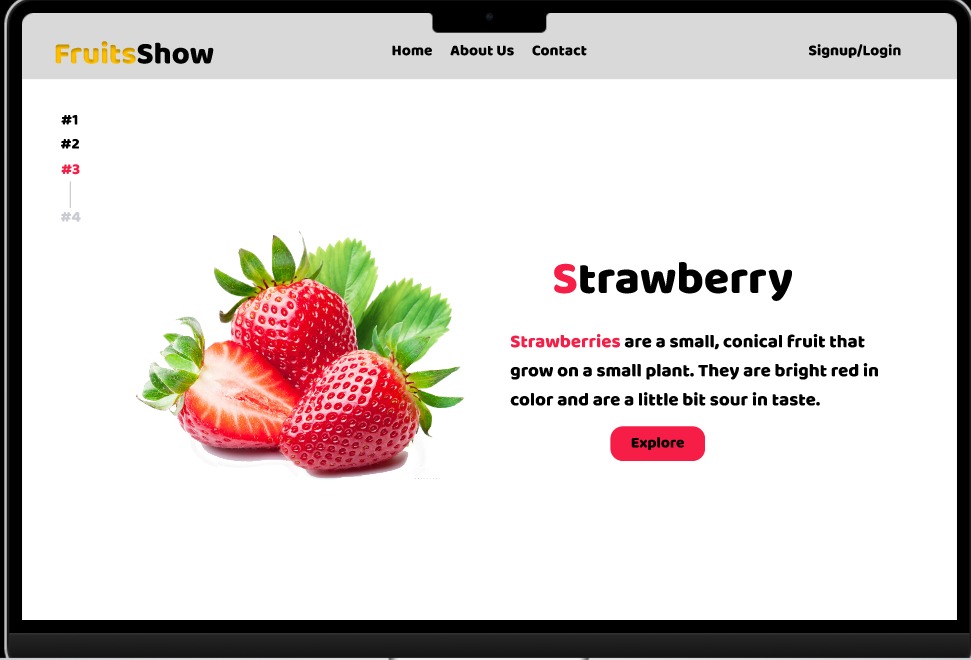 FruitsShow
Home About Us Contact
Signup/Login
#1
#2
#3
#4
Strawberry
Strawberries are a small, conical fruit that
grow on a small plant. They are bright red in
color and are a little bit sour in taste.
Explore